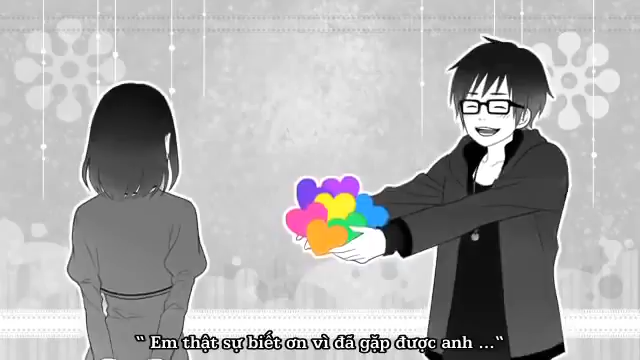 “ Em thật sự biết ơn vì đã gặp được anh ...“